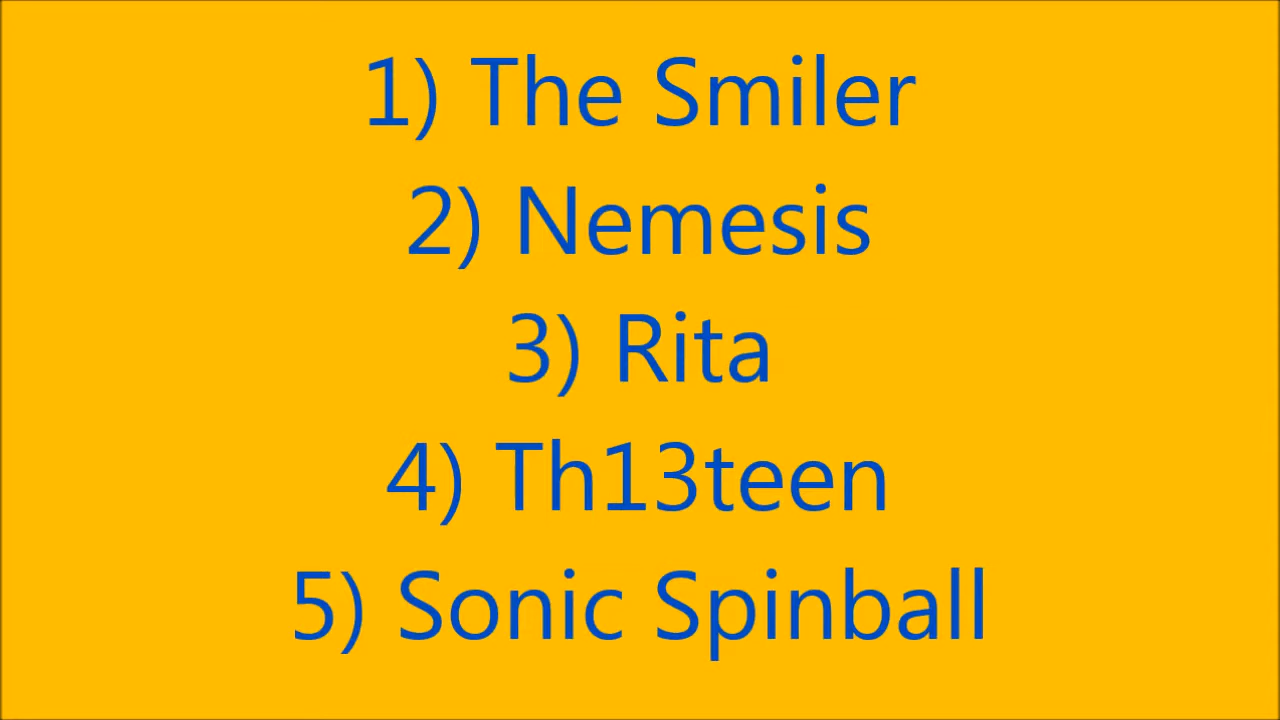 1) The Smiler
2) Nemesis
3) Rita
4) Th13teen
5) Sonic Spinball